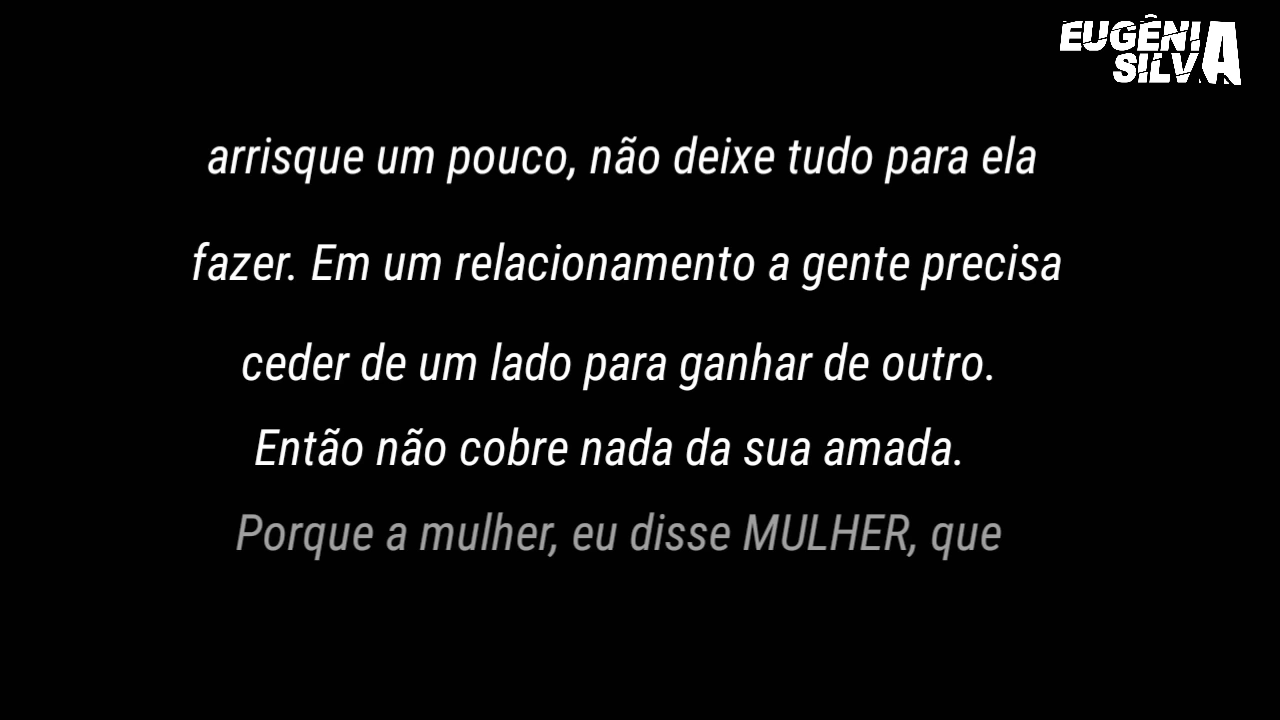 EUGÊNIA
SILVA
arrisque um pouco, não deixe tudo para ela
fazer. Em um relacionamento a gente precisa
ceder de um lado para ganhar de outro.
Então não cobre nada da sua amada.
Porque a mulher, eu disse MULHER, que